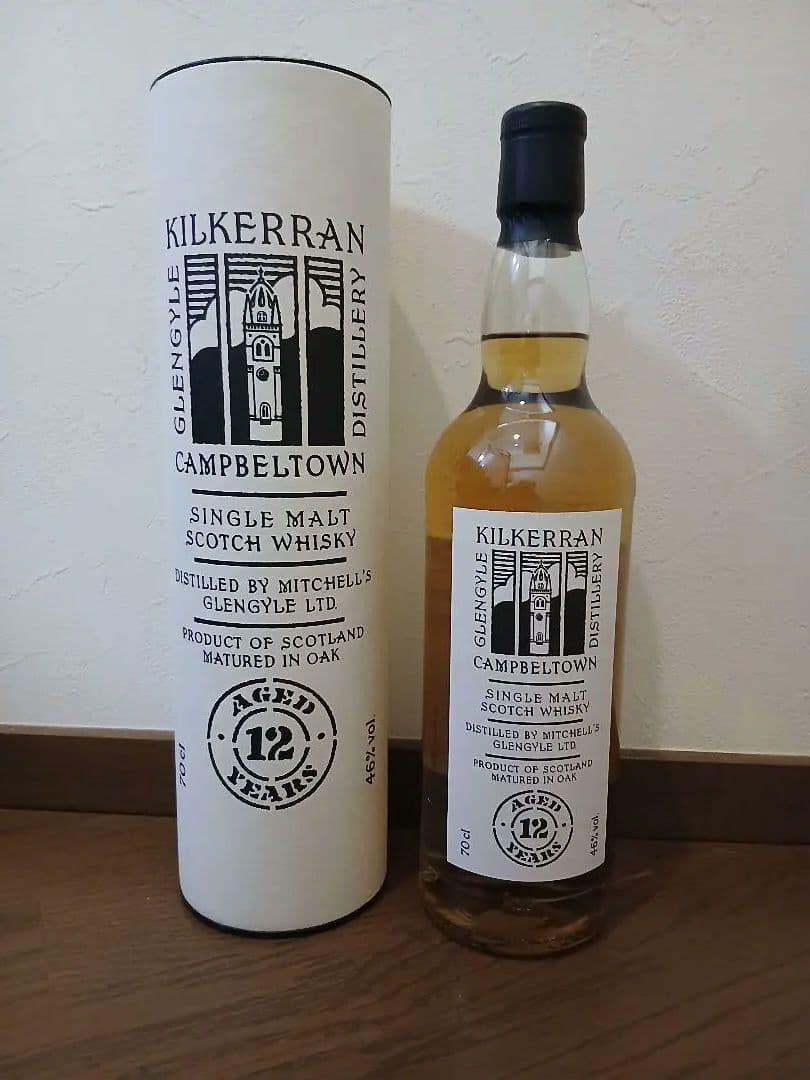 KILKERRAN
GLENGYLE
DISTILLERY
CAMPBELTOWN
SINGLE MALT
SCOTCH WHISKY
DISTILLED BY MITCHELL'S
GLENGYLE LTD.
PRODUCT OF SCOTLAND
MATURED IN OAK
AGED
12
YEARS
70cl
46% vol.
KILKERRAN
GLENGYLE
DISTILLERY
CAMPBELTOWN
SINGLE MALT
SCOTCH WHISKY
DISTILLED BY MITCHELL'S
GLENGYLE LTD
PRODUCT OF SCOTLAND
MATURED IN OAK
AGED
12
YEARS
70cl
46% vol.